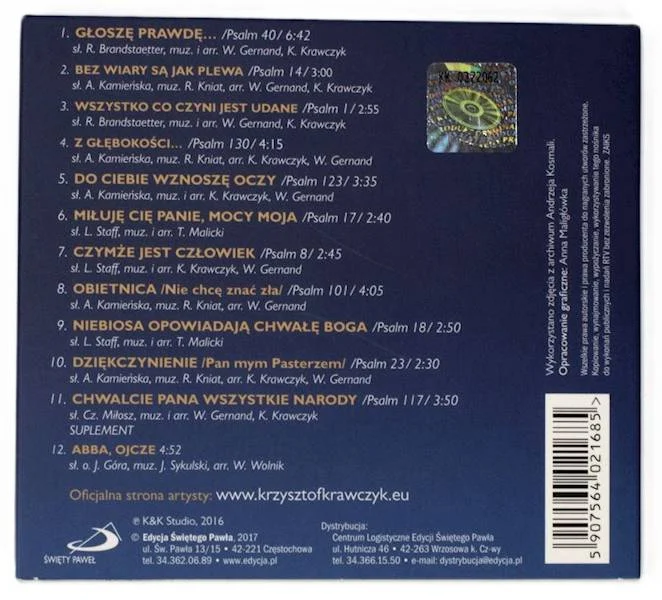 1. GŁOSZĘ PRAWDĘ... /Psalm 40/ 6:42
sł. R. Brandstaetter, muz. i arr. W. Gernand, K. Krawczyk
2. BEZ WIARY SĄ JAK PLEWA /Psalm 14/ 3:00
sł. A. Kamieńska, muz. R. Kniat, arr. W. Gernand, K. Krawczyk
3. WSZYSTKO CO CZYNI JEST UDANE /Psalm 1/ 2:55
sł. R. Brandstaetter, muz. i arr. W. Gernand, K. Krawczyk
4. Z GŁĘBOKOŚCI... /Psalm 130/ 4:15
sł. A. Kamieńska, muz. R. Kniat, arr. K. Krawczyk, W. Gernand
5. DO CIEBIE WZNOSZĘ OCZY /Psalm 123/ 3:35
sł. A. Kamieńska, muz. i arr. K. Krawczyk, W. Gernand
6. MIŁUJĘ CIĘ PANIE, MOCY MOJA /Psalm 17/ 2:40
sł. L. Staff, muz. i arr. T. Malicki
7. CZYMŻE JEST CZŁOWIEK /Psalm 8/ 2:45
sł. L. Staff, muz. i arr. K. Krawczyk, W. Gernand
8. OBIETNICA /Nie chcę znać zła/ /Psalm 101/ 4:05
sł. A. Kamieńska, muz. R. Kniat, arr. W. Gernand
9. NIEBIOSA OPOWIADAJĄ CHWAŁĘ BOGA /Psalm 18/ 2:50
sł. L. Staff, muz. i arr. T. Malicki
10. DZIĘKCZYNIENIE /Pan mym Pasterzem/ /Psalm 23/ 2:30
sł. A. Kamieńska, muz. R. Kniat, arr. K. Krawczyk, W. Gernand
11. CHWALCIE PANA WSZYSTKIE NARODY /Psalm 117/ 3:50
sł. Cz. Miłosz, muz. i arr. W. Gernand, K. Krawczyk
SUPLEMENT
12. ABBA, OJCZE 4:52
sł. o. J. Góra, muz. J. Sykulski, arr. W. Wolnik
Oficjalna strona artysty: www.krzysztofkrawczyk.eu
ŚWIĘTY PAWEŁ
℗ K&K Studio, 2016
© Edycja Świętego Pawła, 2017
ul. Św. Pawła 13/15 • 42-221 Częstochowa
tel. 34.362.06.89 • www.edycja.pl
Dystrybucja:
Centrum Logistyczne Edycji Świętego Pawła
ul. Hutnicza 46 • 42-263 Wrzosowa k. Cz-wy
tel. 34.366.15.50 • e-mail: dystrybucja@edycja.pl
KK 0322062
Wykorzystano zdjęcia z archiwum Andrzeja Kosmali.
Opracowanie graficzne: Anna Maligłówka
Wszelkie prawa autorskie i prawa producenta do nagranych utworów zastrzeżone.
Kopiowanie, wynajmowanie, wypożyczanie, wykorzystywanie tego nośnika
do wykonań publicznych i nadań RTV bez zezwolenia zabronione. ZAIKS
5 907564 021685 >